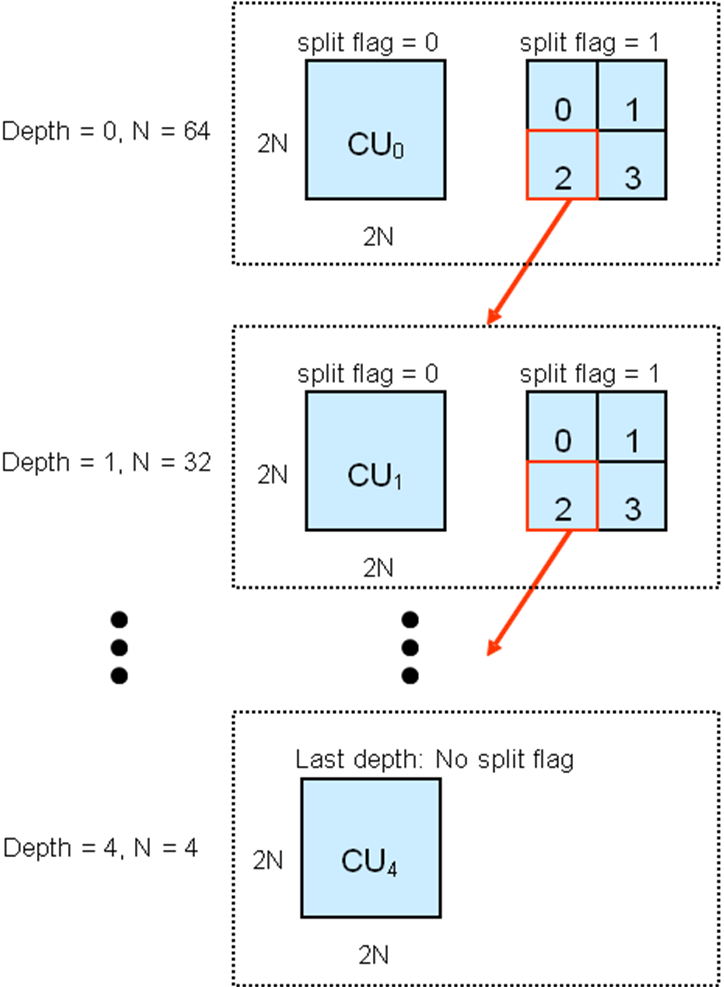 split flag = 0 split flag = 1
Depth = 0, N = 64
2N
CU₀
0 1
2 3
2N
split flag = 0 split flag = 1
Depth = 1, N = 32
2N
CU₁
0 1
2 3
2N
Last depth: No split flag
Depth = 4, N = 4
2N
CU₄
2N